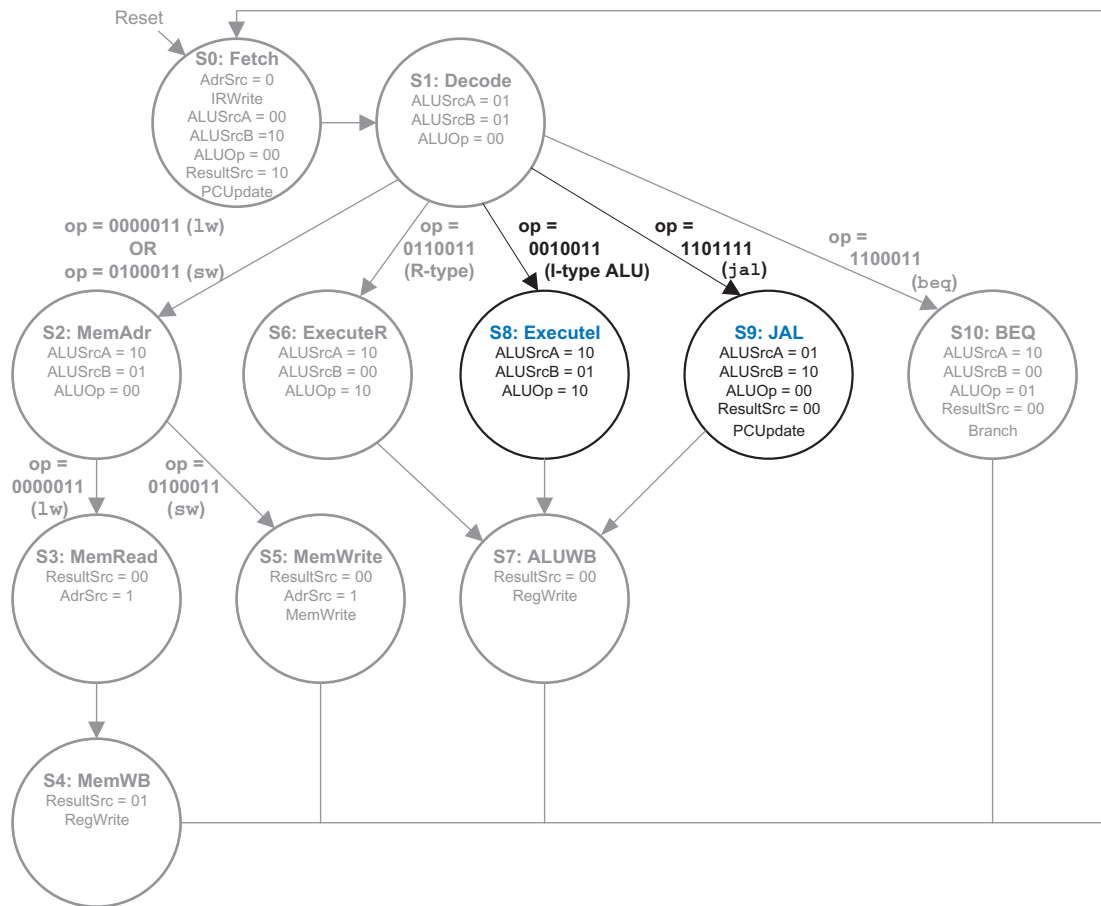 Reset
S0: Fetch
AdrSrc = 0
IRWrite
ALUSrcA = 00
ALUSrcB =10
ALUOp = 00
ResultSrc = 10
PCUpdate
S1: Decode
ALUSrcA = 01
ALUSrcB = 01
ALUOp = 00
op = 0000011 (lw)
OR
op = 0100011 (sw)
op =
0110011
(R-type)
op =
0010011
(I-type ALU)
op =
1101111
(jal)
op =
1100011
(beq)
S2: MemAdr
ALUSrcA = 10
ALUSrcB = 01
ALUOp = 00
S6: ExecuteR
ALUSrcA = 10
ALUSrcB = 00
ALUOp = 10
S8: ExecuteI
ALUSrcA = 10
ALUSrcB = 01
ALUOp = 10
S9: JAL
ALUSrcA = 01
ALUSrcB = 10
ALUOp = 00
ResultSrc = 00
PCUpdate
S10: BEQ
ALUSrcA = 10
ALUSrcB = 00
ALUOp = 01
ResultSrc = 00
Branch
op =
0000011
(lw)
op =
0100011
(sw)
S3: MemRead
ResultSrc = 00
AdrSrc = 1
S5: MemWrite
ResultSrc = 00
AdrSrc = 1
MemWrite
S7: ALUWB
ResultSrc = 00
RegWrite
S4: MemWB
ResultSrc = 01
RegWrite